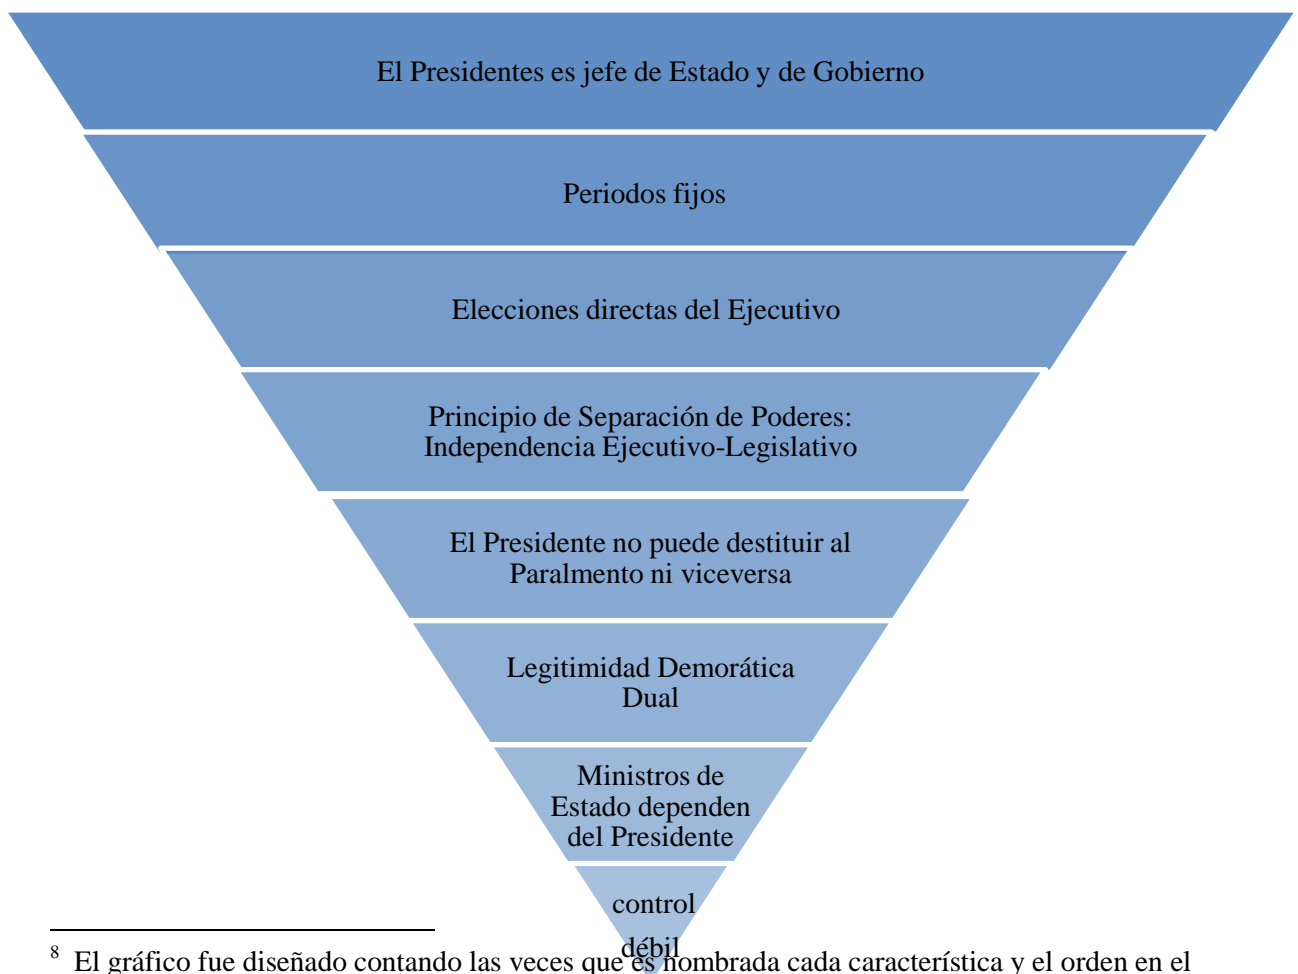 El Presidentes es jefe de Estado y de Gobierno
Periodos fijos
Elecciones directas del Ejecutivo
Principio de Separación de Poderes:
Independencia Ejecutivo-Legislativo
El Presidente no puede destituir al
Paralmento ni viceversa
Legitimidad Demorática
Dual
Ministros de
Estado dependen
del Presidente
control
débil
8 El gráfico fue diseñado contando las veces que es nombrada cada característica y el orden en el